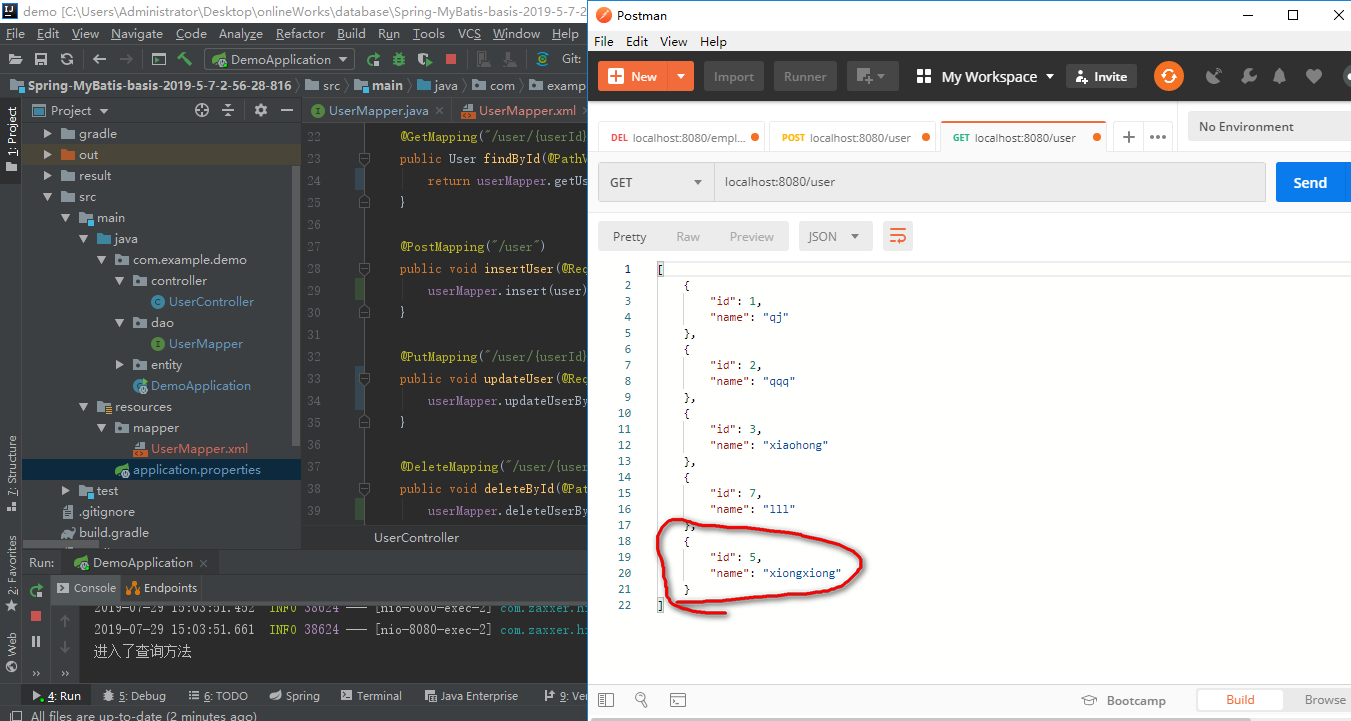 demo [C:\Users\Administrator\Desktop\onlineWorks\database\Spring-MyBatis-basis-2019-5-7-2
File Edit View Navigate Code Analyze Refactor Build Run Tools VCS Window Help
DemoApplication Git:
Spring-MyBatis-basis-2019-5-7-2-56-28-816 src main java com examp
1: Project
Project
UserMapper.java UserMapper.xml
gradle
out
result
src
main
java
com.example.demo
controller
UserController
dao
UserMapper
entity
DemoApplication
resources
mapper
UserMapper.xml
application.properties
test
.gitignore
build.gradle
7: Structure
2: Favorites
Web
22 @GetMapping("/user/{userId}
23 public User findById(@PathV
24 return userMapper.getUs
25 }
26
27 @PostMapping("/user")
28 public void insertUser(@Req
29 userMapper.insert(user)
30 }
31
32 @PutMapping("/user/{userId}
33 public void updateUser(@Req
34 userMapper.updateUserBy
35 }
36
37 @DeleteMapping("/user/{user
38 public void deleteById(@Pat
39 userMapper.deleteUserBy
UserController
Run: DemoApplication
Console Endpoints
2019-07-29 15:03:51.452 INFO 38624 --- [nio-8080-exec-2] com.zaxxer.h
2019-07-29 15:03:51.661 INFO 38624 --- [nio-8080-exec-2] com.zaxxer.h
进入了查询方法
4: Run 5: Debug 6: TODO Spring Terminal Java Enterprise 9: Ve
All files are up-to-date (2 minutes ago)
Postman
File Edit View Help
New Import Runner My Workspace Invite
DEL localhost:8080/empl... POST localhost:8080/user GET localhost:8080/user
No Environment
GET localhost:8080/user Send
Pretty Raw Preview JSON
1 [
2 {
3 "id": 1,
4 "name": "qj"
5 },
6 {
7 "id": 2,
8 "name": "qqq"
9 },
10 {
11 "id": 3,
12 "name": "xiaohong"
13 },
14 {
15 "id": 7,
16 "name": "lll"
17 },
18 {
19 "id": 5,
20 "name": "xiongxiong"
21 }
22 ]
Bootcamp Build Browse